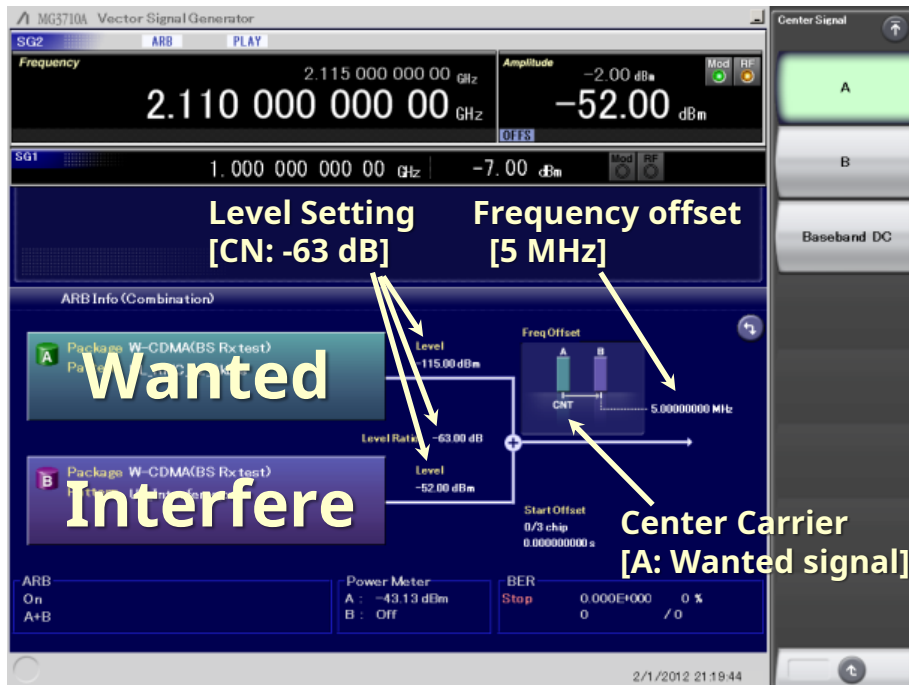 MG3710A Vector Signal Generator
SG2 ARB PLAY
Frequency
2.115 000 000 00 GHz
2.110 000 000 00 GHz
Amplitude
-2.00 dBm
-52.00 dBm
Mod RF
OFFS
SG1
1. 000 000 000 00 GHz
-7. 00 dBm
Mod RF
Level Setting
[CN: -63 dB]
Frequency offset
[5 MHz]
ARB Info (Combination)
A
Package W-CDMA(BS Rx test)
Wanted
Level
-115.00 dBm
Level Ratio -63.00 dB
B
Package W-CDMA(BS Rx test)
Interfere
Level
-52.00 dBm
Freq Offset
A B
CNT
5.00000000 MHz
Start Offset
0/3 chip
0.000000000 s
Center Carrier
[A: Wanted signal]
ARB
On
A+B
Power Meter
A : -43.13 dBm
B : Off
BER
Stop 0.000E+000 0 %
0 / 0
2/1/2012 21:19:44
Center Signal
A
B
Baseband DC